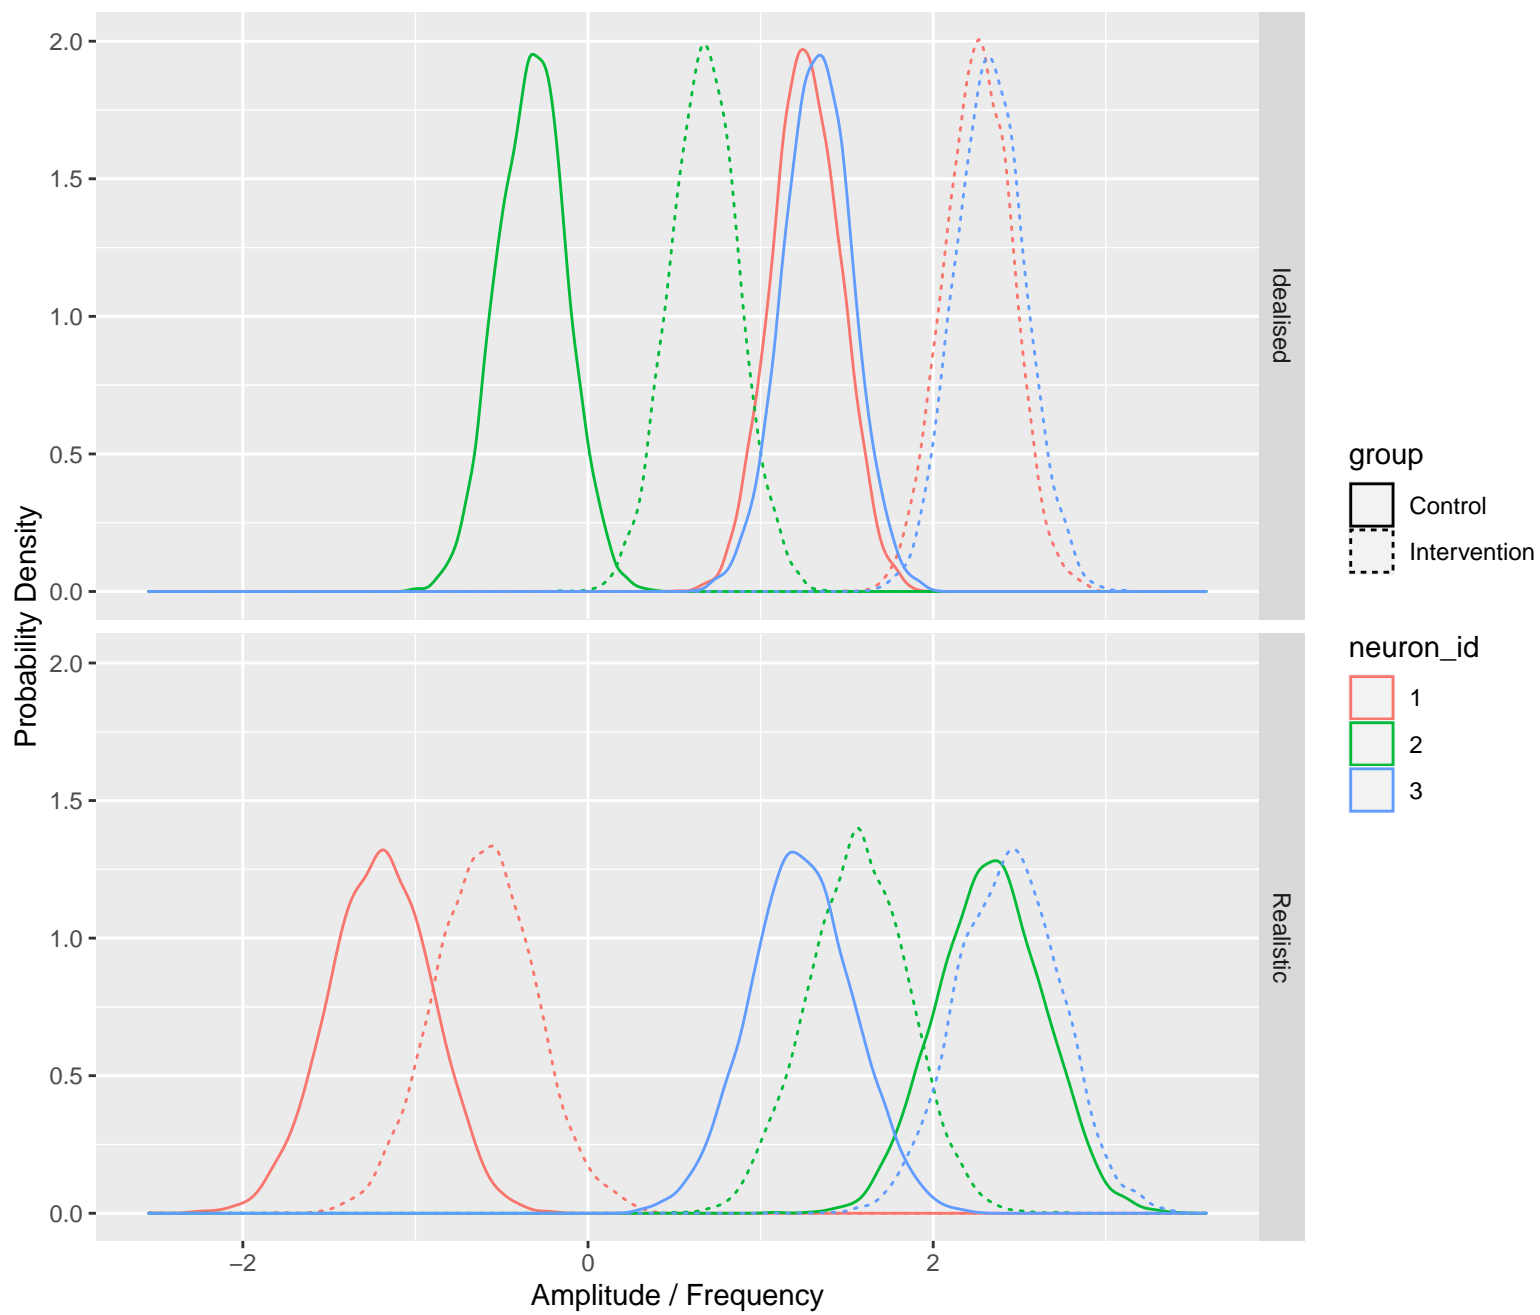 Probability Density
2.0
1.5
1.0
0.5
0.0
Idealised
2.0
1.5
1.0
0.5
0.0
Realistic
−2
0
2
Amplitude / Frequency
group
Control
Intervention
neuron_id
1
2
3